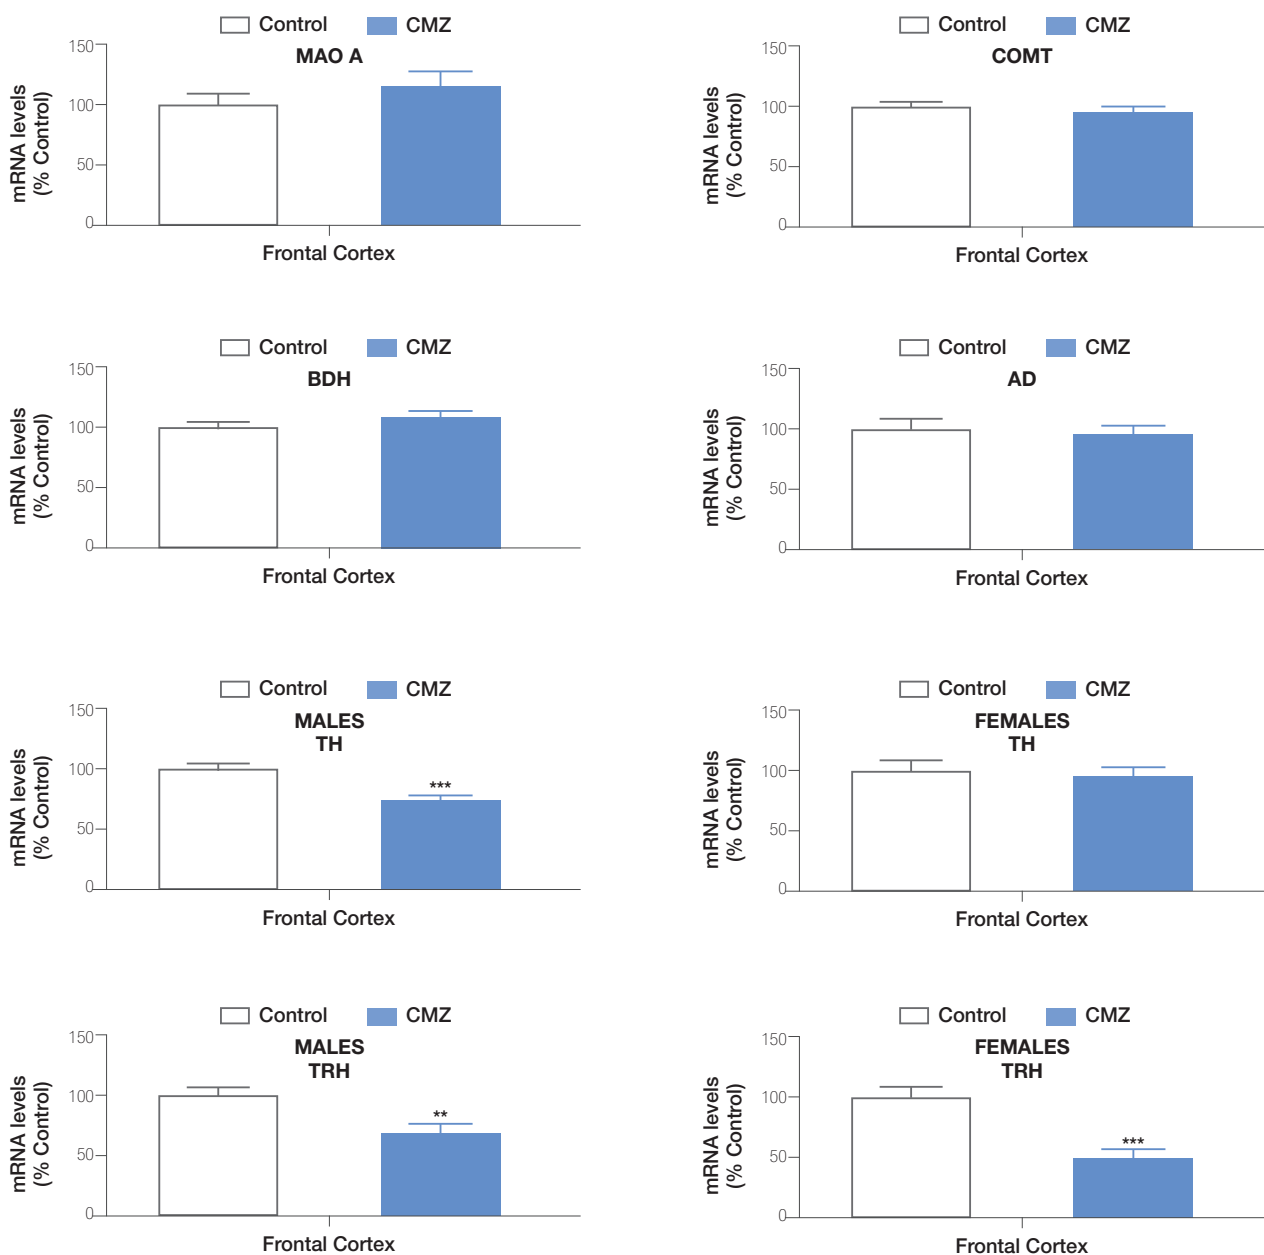 Control CMZ
MAO A
mRNA levels
(% Control)
150
100
50
0
Frontal Cortex
Control CMZ
COMT
mRNA levels
(% Control)
150
100
50
0
Frontal Cortex
Control CMZ
BDH
mRNA levels
(% Control)
150
100
50
0
Frontal Cortex
Control CMZ
AD
mRNA levels
(% Control)
150
100
50
0
Frontal Cortex
Control CMZ
MALES
TH
mRNA levels
(% Control)
150
100
50
0
***
Frontal Cortex
Control CMZ
FEMALES
TH
mRNA levels
(% Control)
150
100
50
0
Frontal Cortex
Control CMZ
MALES
TRH
mRNA levels
(% Control)
150
100
50
0
**
Frontal Cortex
Control CMZ
FEMALES
TRH
mRNA levels
(% Control)
150
100
50
0
***
Frontal Cortex